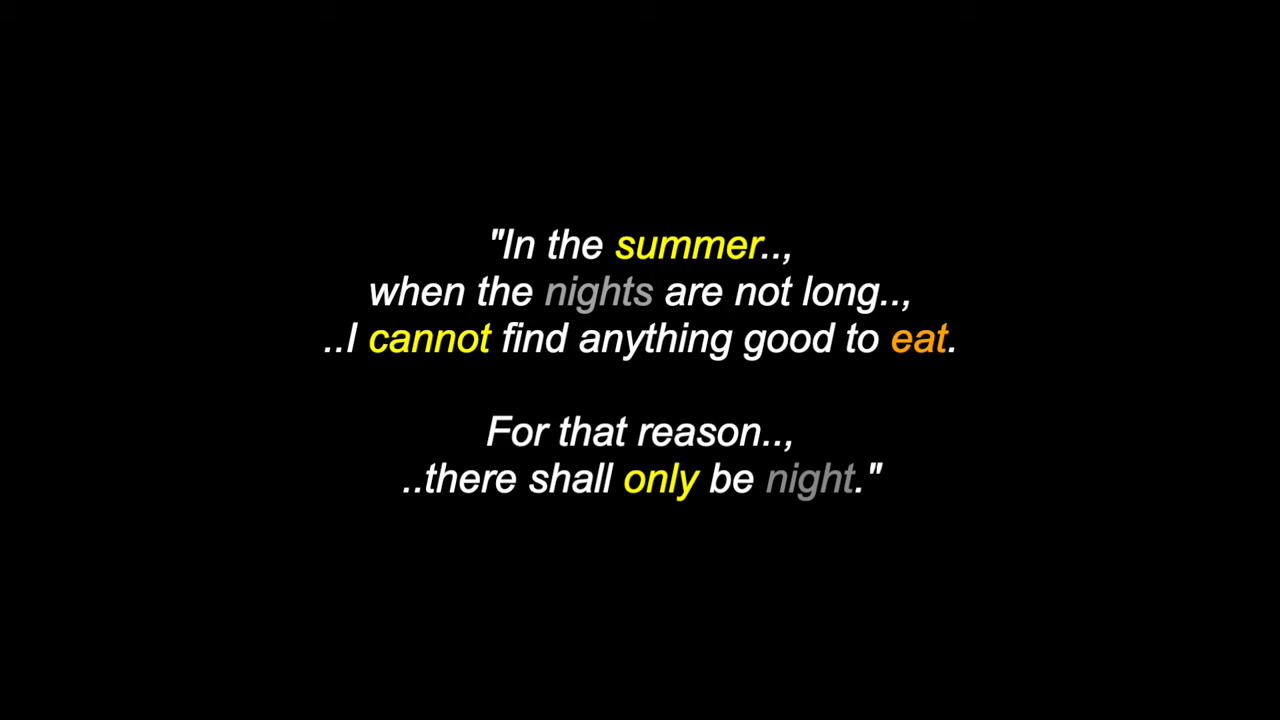 "In the summer..,
when the nights are not long..,
..I cannot find anything good to eat.
For that reason..,
..there shall only be night."